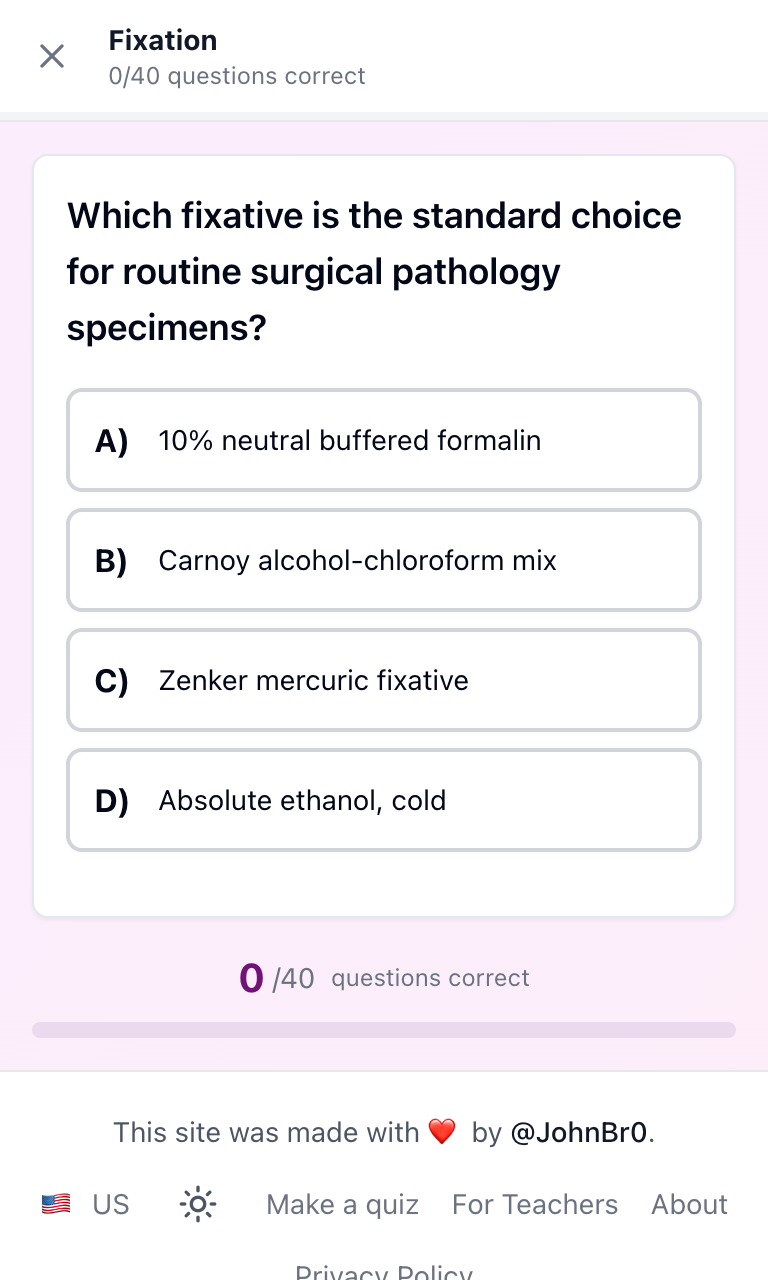 Fixation
0/40 questions correct
Which fixative is the standard choice
for routine surgical pathology
specimens?
A) 10% neutral buffered formalin
B) Carnoy alcohol-chloroform mix
C) Zenker mercuric fixative
D) Absolute ethanol, cold
0 /40 questions correct
This site was made with ❤️ by @JohnBr0.
🇺🇸 US Make a quiz For Teachers About
Privacy Policy